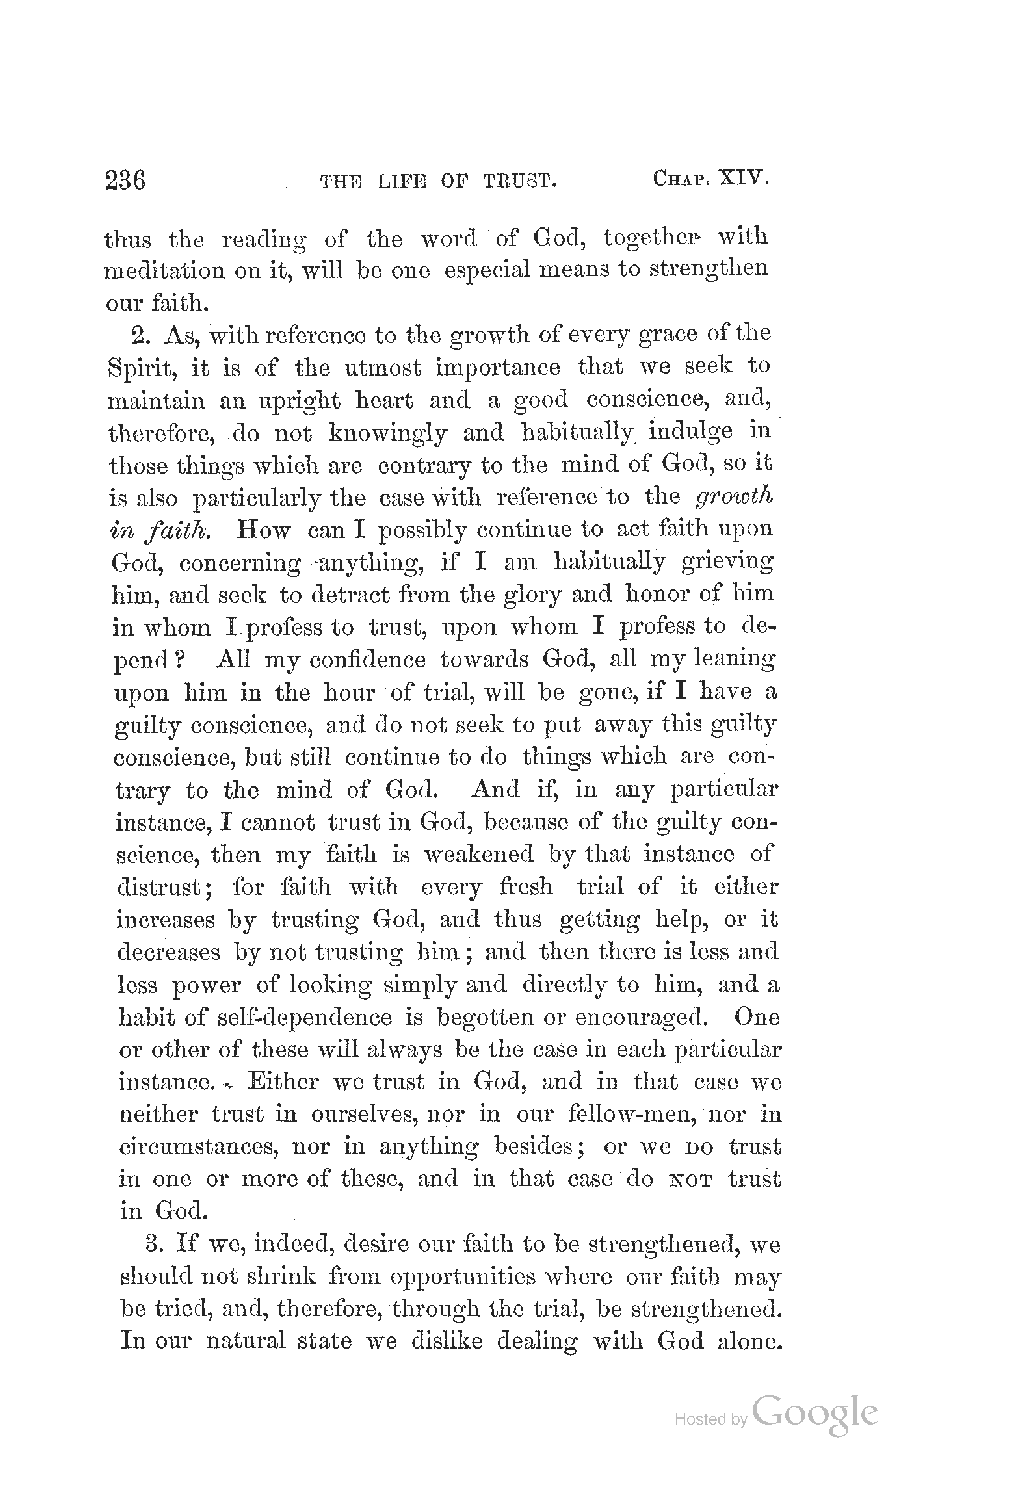 236 THE LIFE OF TRUST. CHAP. XIV.
thus the reading of the word of God, together with
meditation on it, will be one especial means to strengthen
our faith.
2. As, with reference to the growth of every grace of the
Spirit, it is of the utmost importance that we seek to
maintain an upright heart and a good conscience, and,
therefore, do not knowingly and habitually indulge in
those things which are contrary to the mind of God, so it
is also particularly the case with reference to the growth
in faith. How can I possibly continue to act faith upon
God, concerning anything, if I am habitually grieving
him, and seek to detract from the glory and honor of him
in whom I profess to trust, upon whom I profess to de-
pend? All my confidence towards God, all my leaning
upon him in the hour of trial, will be gone, if I have a
guilty conscience, and do not seek to put away this guilty
conscience, but still continue to do things which are con-
trary to the mind of God. And if, in any particular
instance, I cannot trust in God, because of the guilty con-
science, then my faith is weakened by that instance of
distrust; for faith with every fresh trial of it either
increases by trusting God, and thus getting help, or it
decreases by not trusting him; and then there is less and
less power of looking simply and directly to him, and a
habit of self-dependence is begotten or encouraged. One
or other of these will always be the case in each particular
instance. Either we trust in God, and in that case we
neither trust in ourselves, nor in our fellow-men, nor in
circumstances, nor in anything besides; or we DO trust
in one or more of these, and in that case do NOT trust
in God.
3. If we, indeed, desire our faith to be strengthened, we
should not shrink from opportunities where our faith may
be tried, and, therefore, through the trial, be strengthened.
In our natural state we dislike dealing with God alone.
Hosted by Google